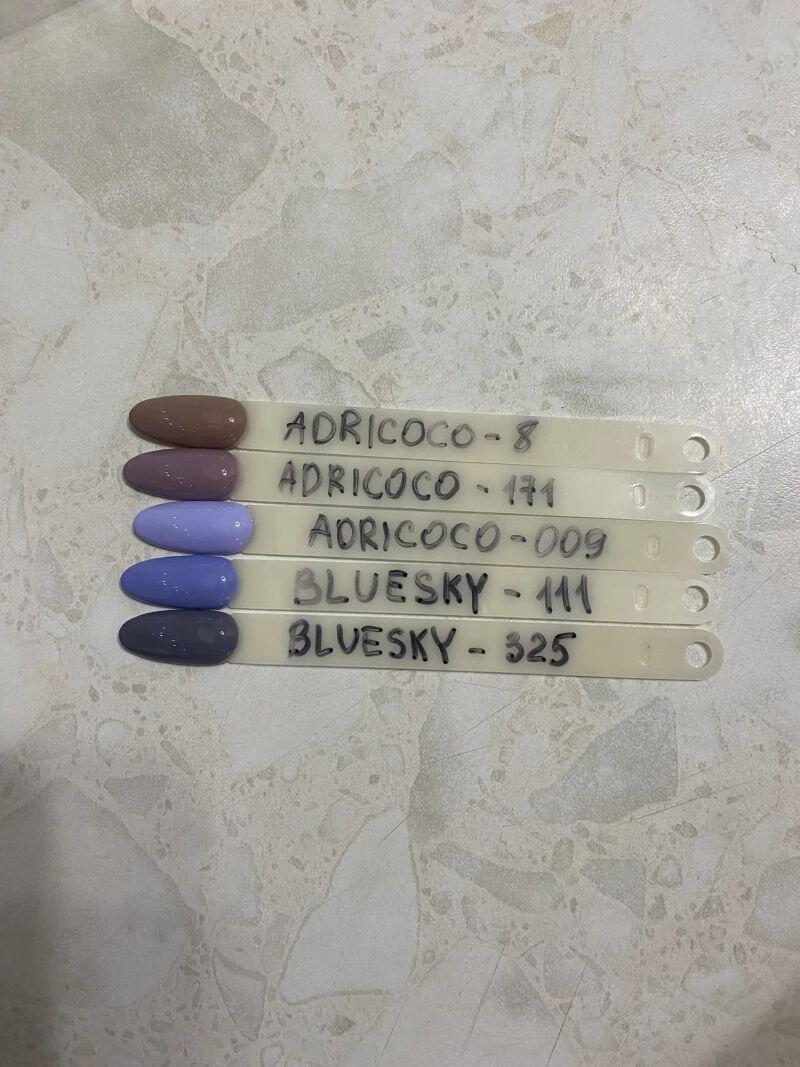 ADRICOCO - 8
ADRICOCO - 171
ADRICOCO - 009
BLUESKY - 111
BLUESKY - 325